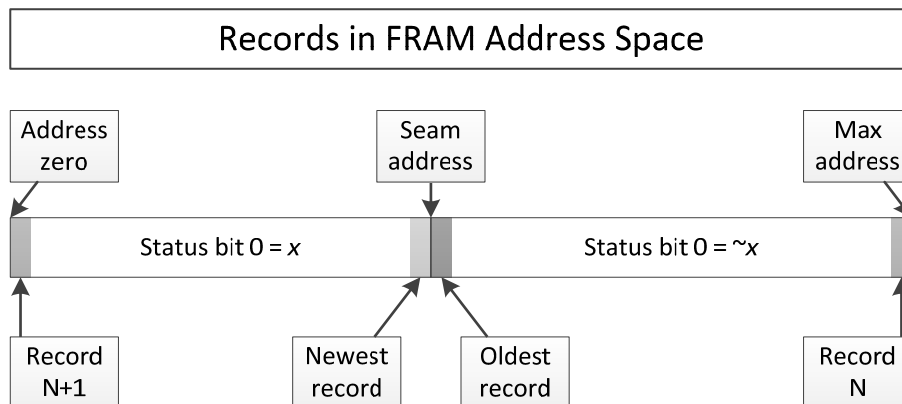 Records in FRAM Address Space
Address
zero
Seam
address
Max
address
Status bit 0 = x
Status bit 0 = ~x
Record
N+1
Newest
record
Oldest
record
Record
N